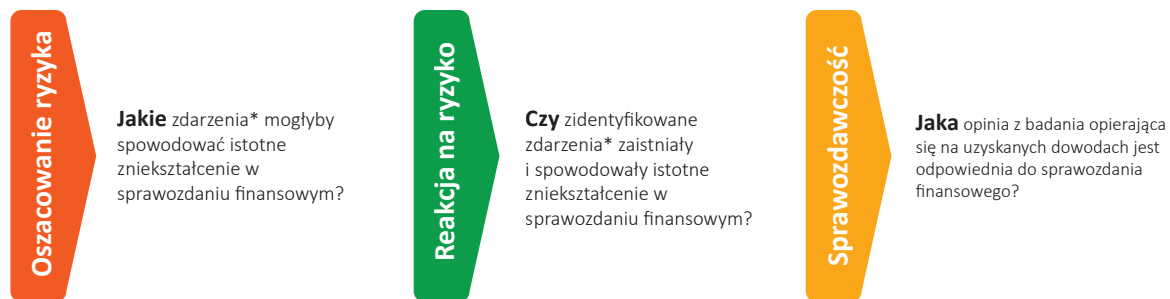 Oszacowanie ryzyka
Jakie zdarzenia* mogłyby
spowodować istotne
zniekształcenie w
sprawozdaniu finansowym?
Reakcja na ryzyko
Czy zidentyfikowane
zdarzenia* zaistniały
i spowodowały istotne
zniekształcenie w
sprawozdaniu finansowym?
Sprawozdawczość
Jaka opinia z badania opierająca
się na uzyskanych dowodach jest
odpowiednia do sprawozdania
finansowego?